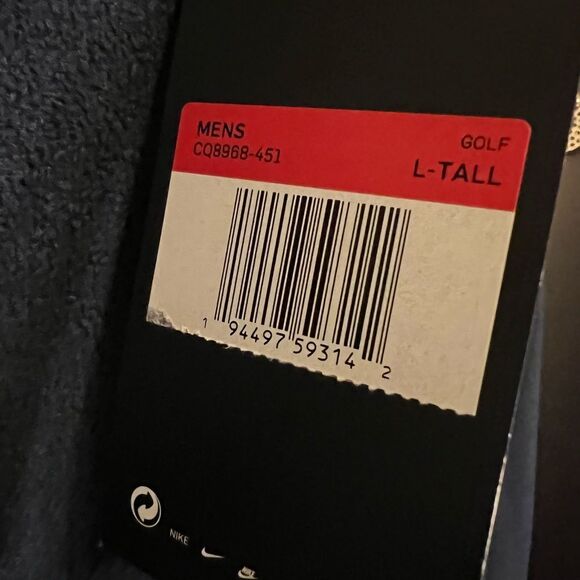 MENS
GOLF
CQ8968-451
L-TALL
1 94497 59314 2
NIKE